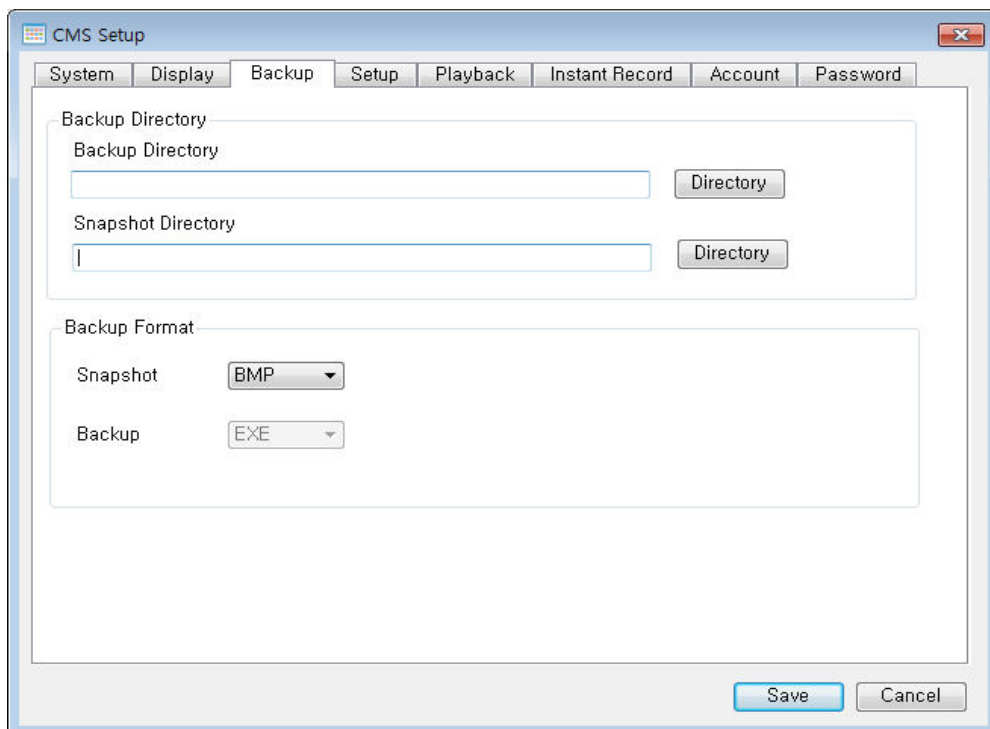 CMS Setup
System Display Backup Setup Playback Instant Record Account Password
Backup Directory
Backup Directory
Directory
Snapshot Directory
Directory
Backup Format
Snapshot BMP
Backup EXE
Save Cancel